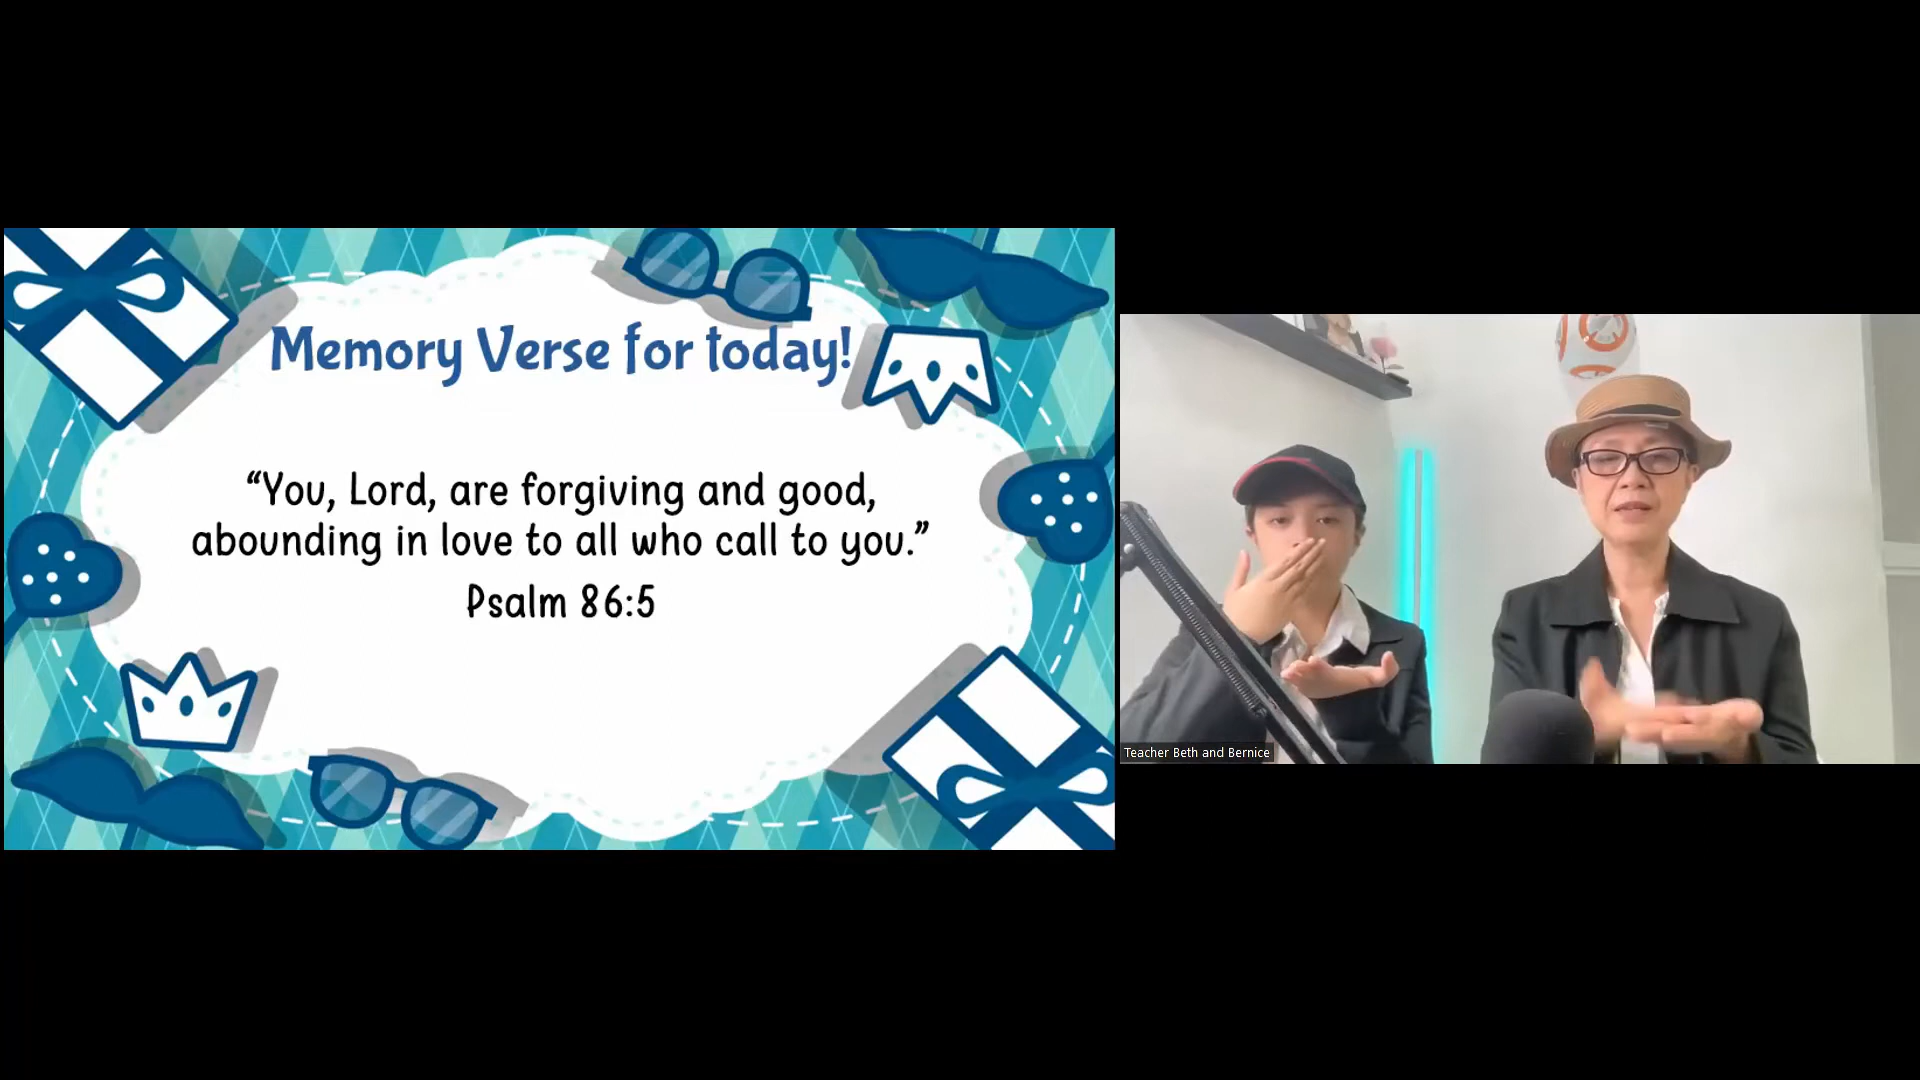 Memory Verse for today!
“You, Lord, are forgiving and good,
abounding in love to all who call to you.”
Psalm 86:5
Teacher Beth and Bernice